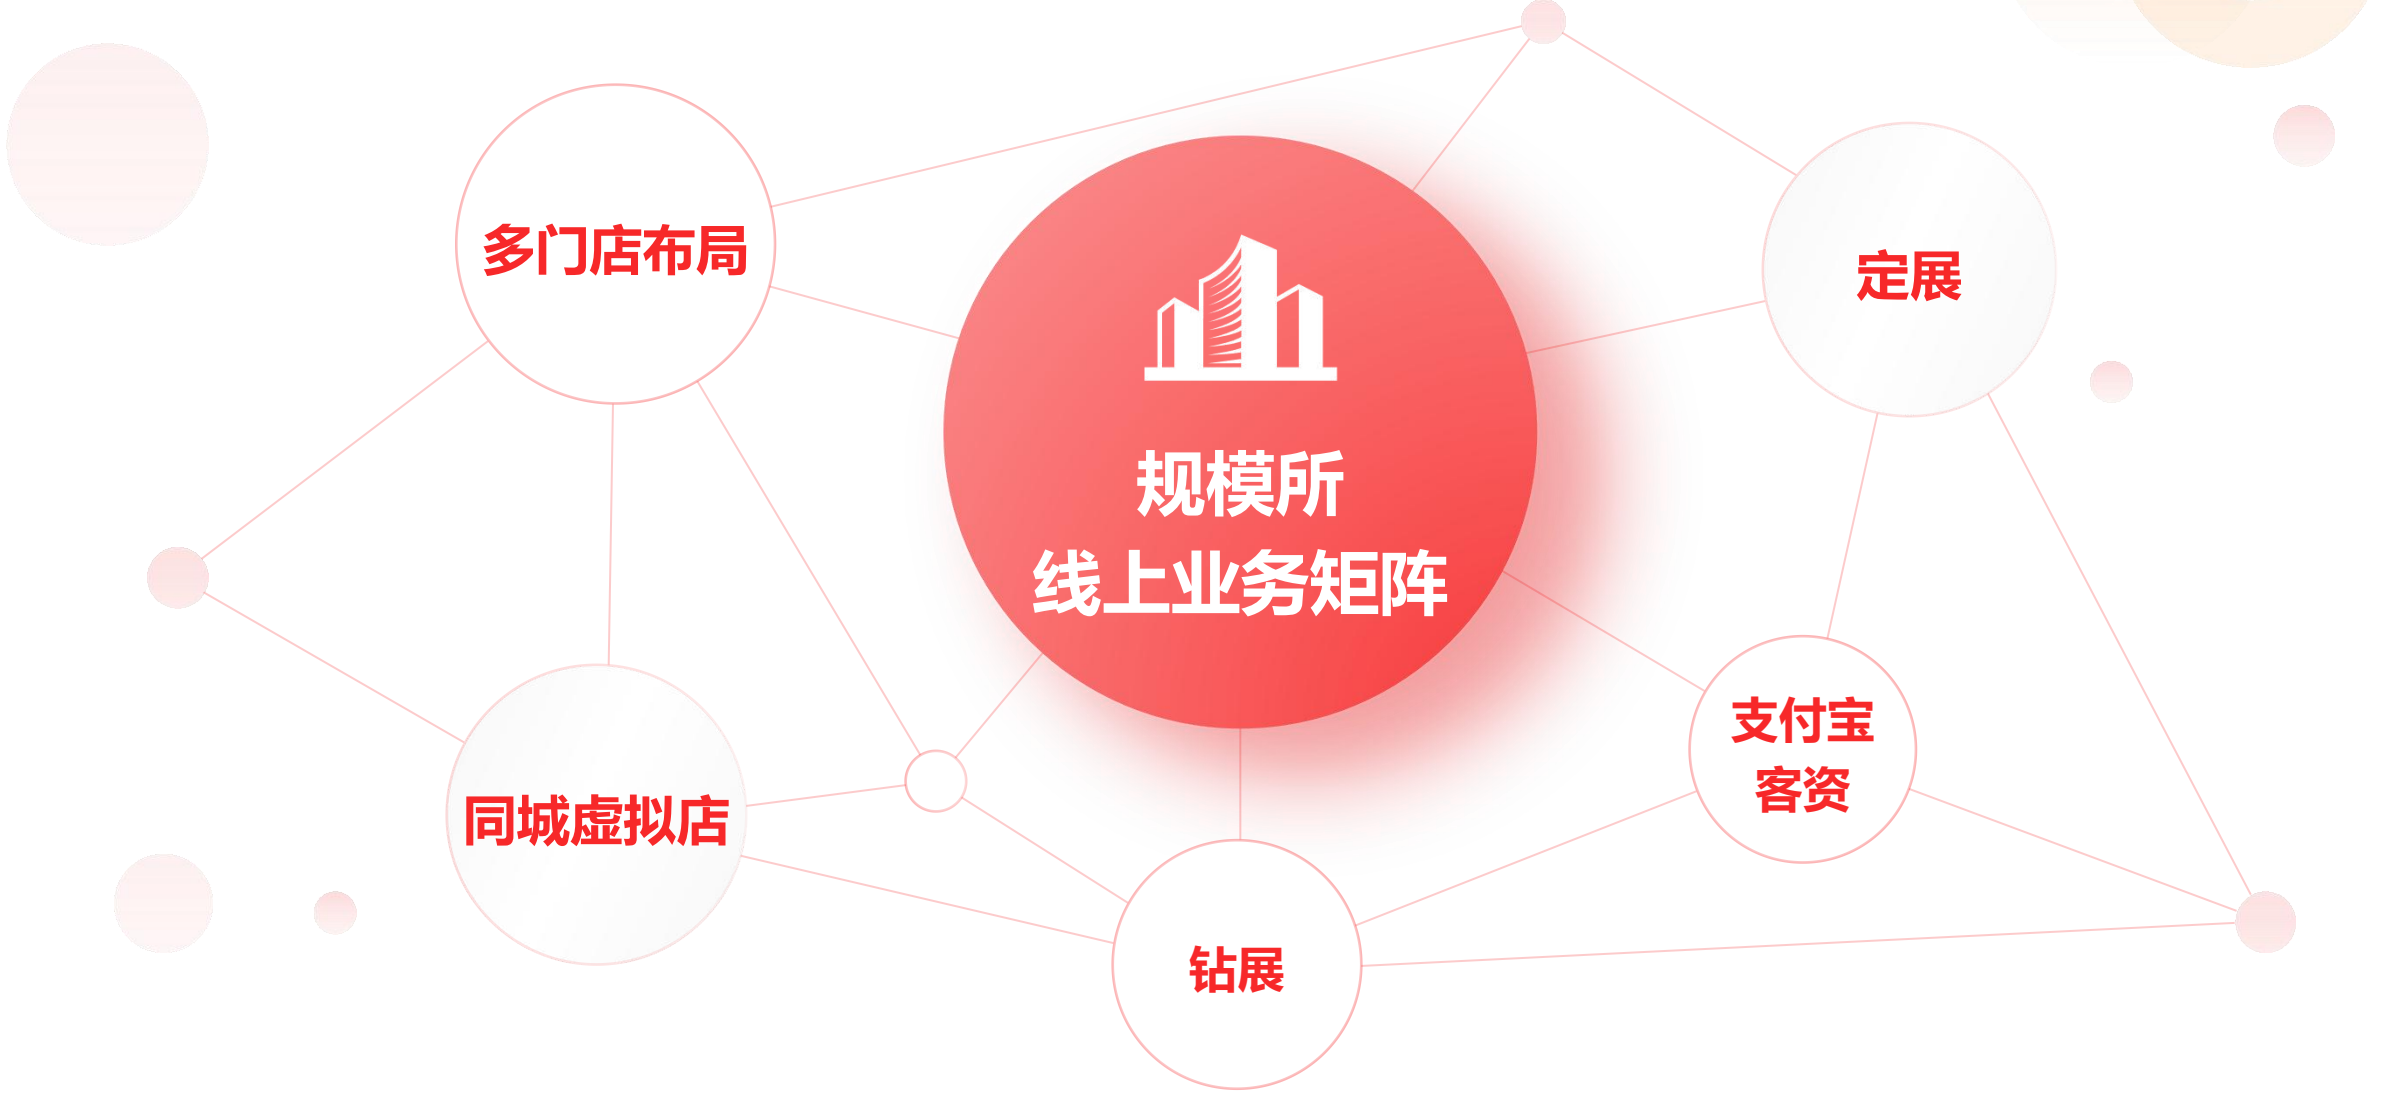 多门店布局
定展
规模所
线上业务矩阵
支付宝
客资
同城虚拟店
钻展